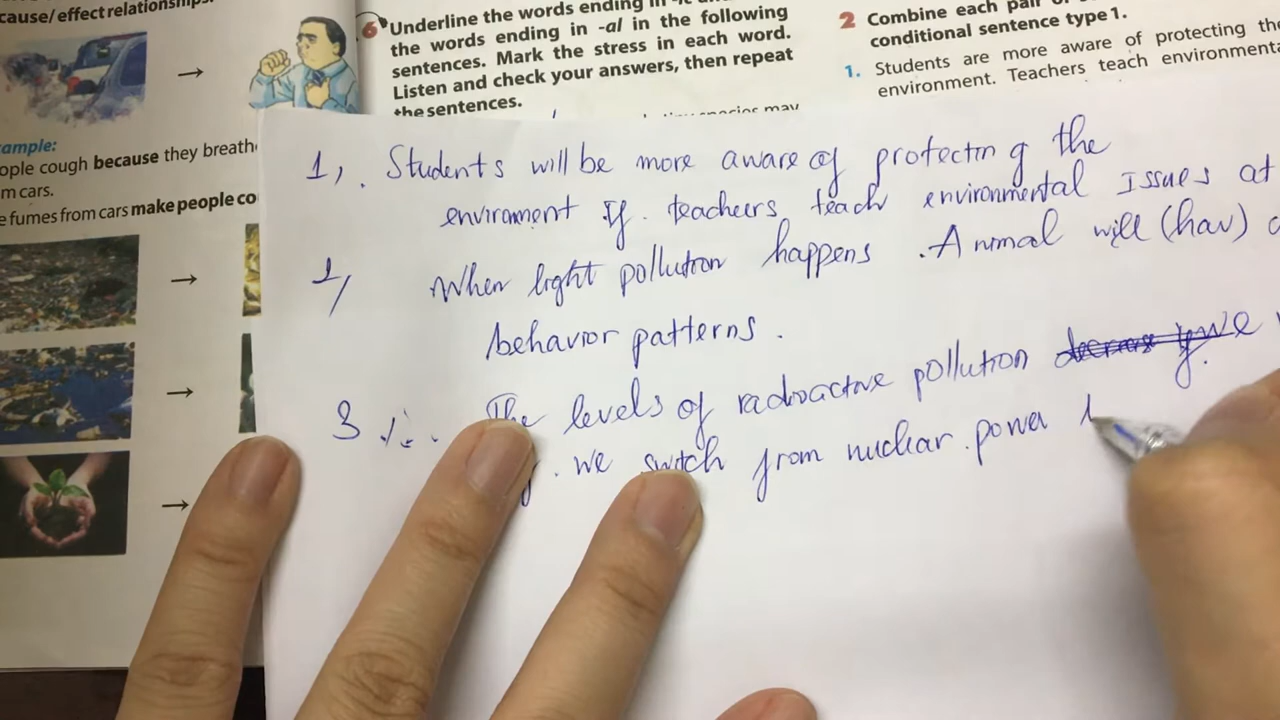 cause/ effect relationships.
ample:
ople cough because they breath
m cars.
e fumes from cars make people co
6 Underline the words ending in
the words ending in -al in the following
sentences. Mark the stress in each word.
Listen and check your answers, then repeat
the sentences.
may
2 Combine each pair of
conditional sentence type 1.
1. Students are more aware of protecting the
environment. Teachers teach environmenta
1, . Students will be more aware of protecting the
enviroment If teachers teach environmental Issues at
2, When light pollution happens . Animal will (hav) c
behavior patterns .
3 The levels of radioactive pollution
we switch from nuclear power